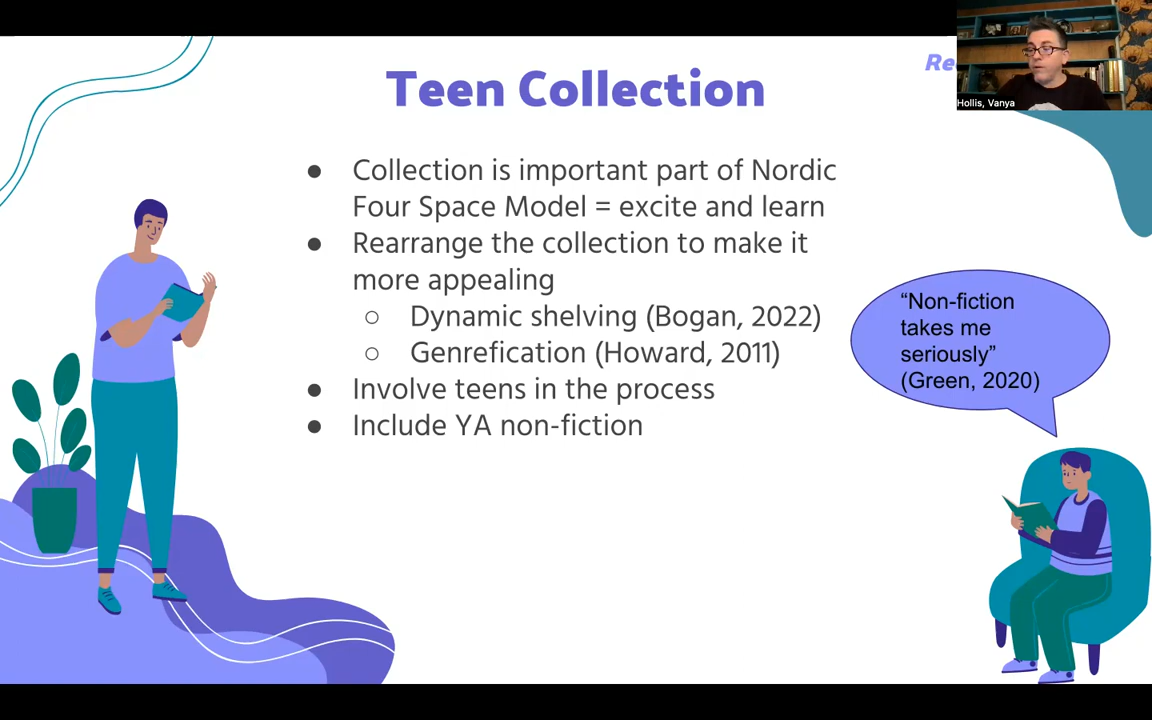 Teen Collection
Hollis, Vanya
● Collection is important part of Nordic
Four Space Model = excite and learn
● Rearrange the collection to make it
more appealing
○ Dynamic shelving (Bogan, 2022)
○ Genrefication (Howard, 2011)
● Involve teens in the process
● Include YA non-fiction
“Non-fiction
takes me
seriously”
(Green, 2020)